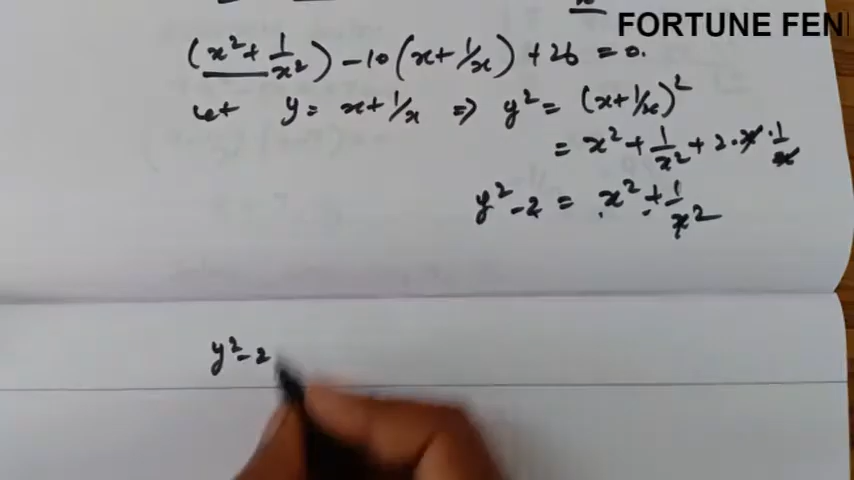 FORTUNE FEN
(x² + 1/x²) - 10(x + 1/x) + 26 = 0.
Let y = x + 1/x ⇒ y² = (x + 1/x)²
= x² + 1/x² + 2·x·1/x
y² - 2 = x² + 1/x²
y² - 2